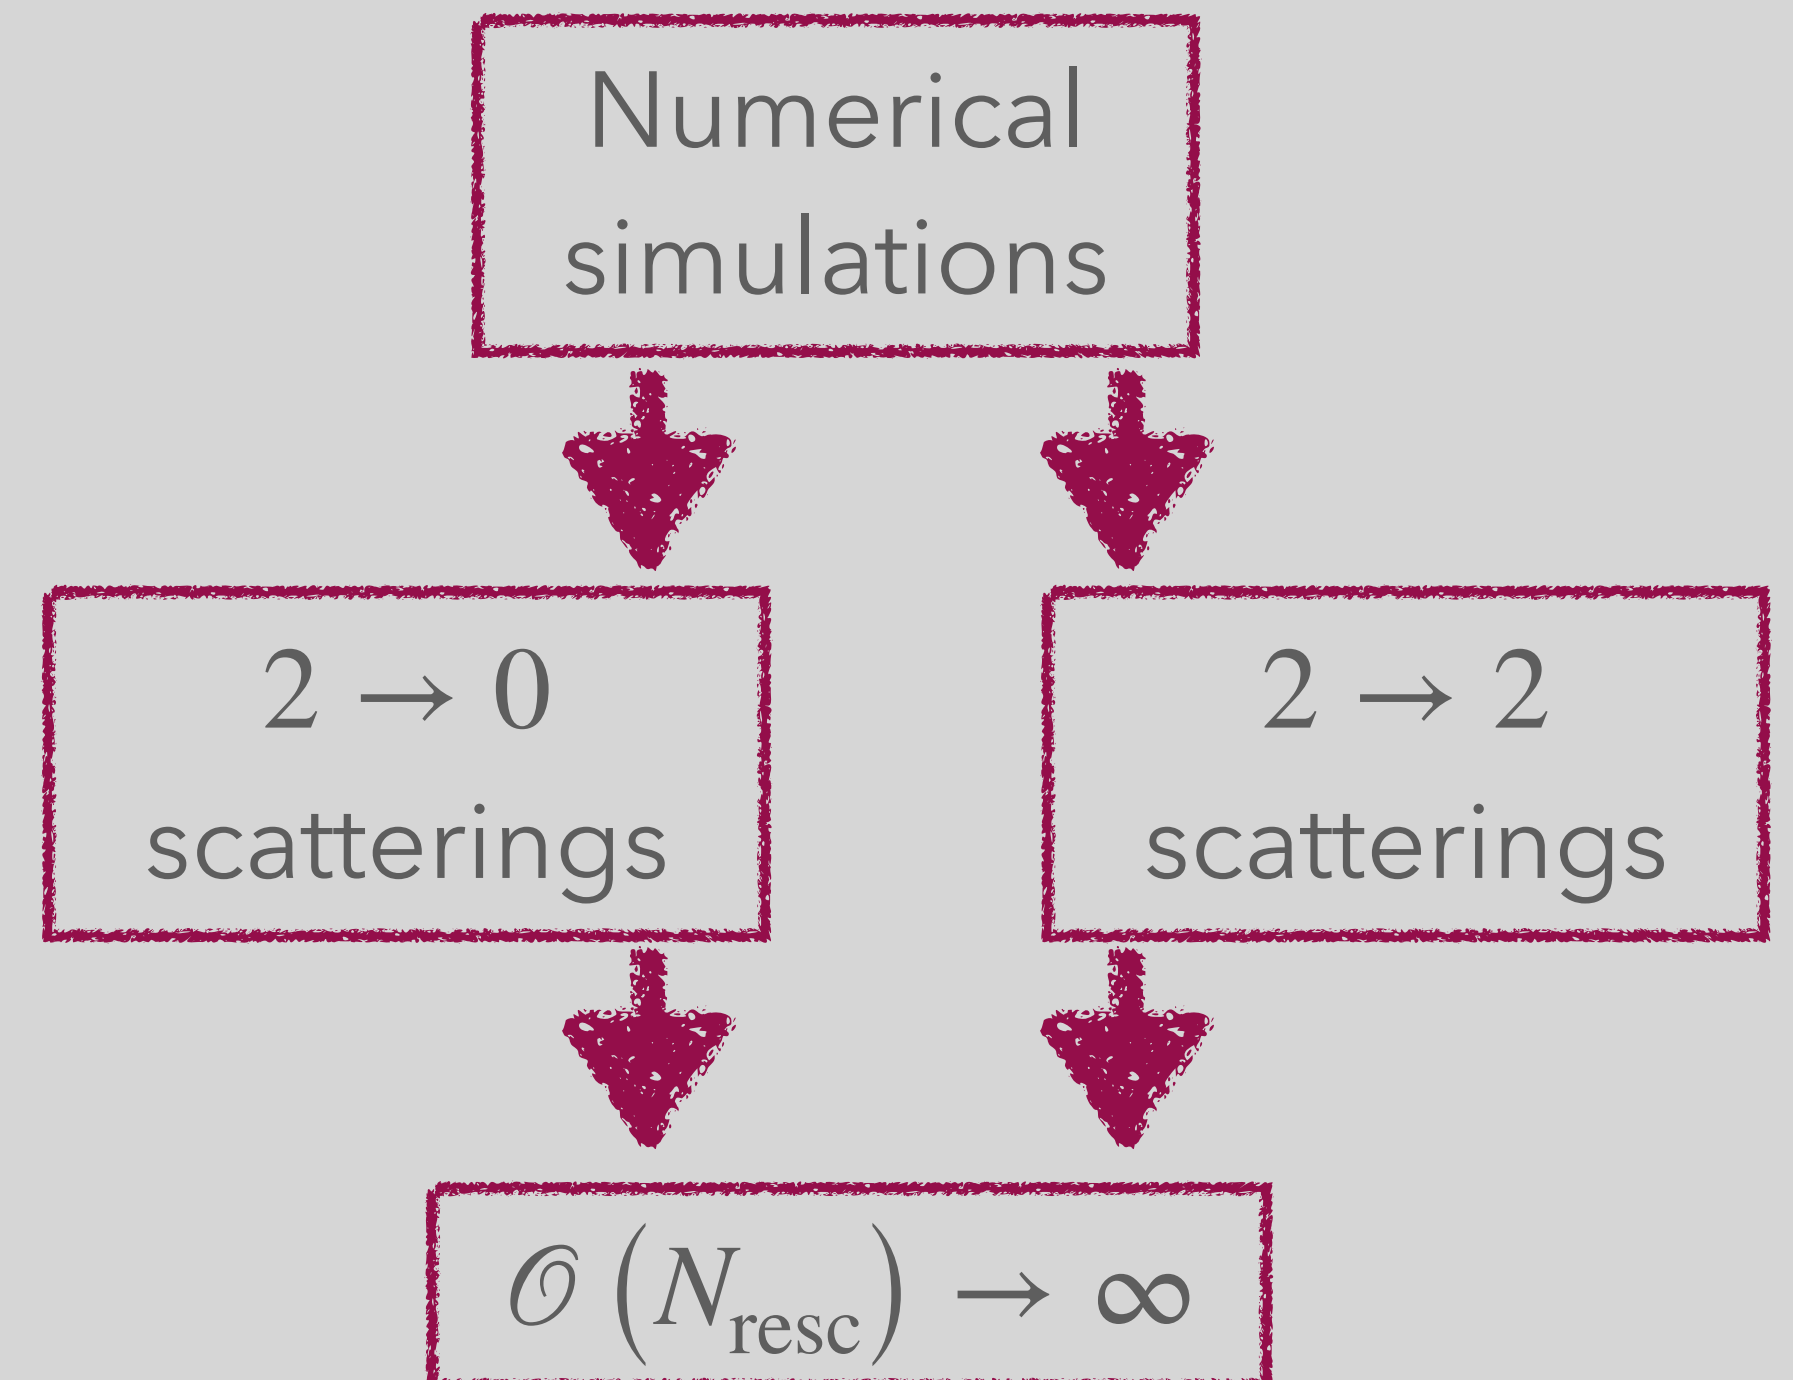 Numerical
simulations
2 → 0
scatterings
2 → 2
scatterings
𝒪 (N_resc) → ∞